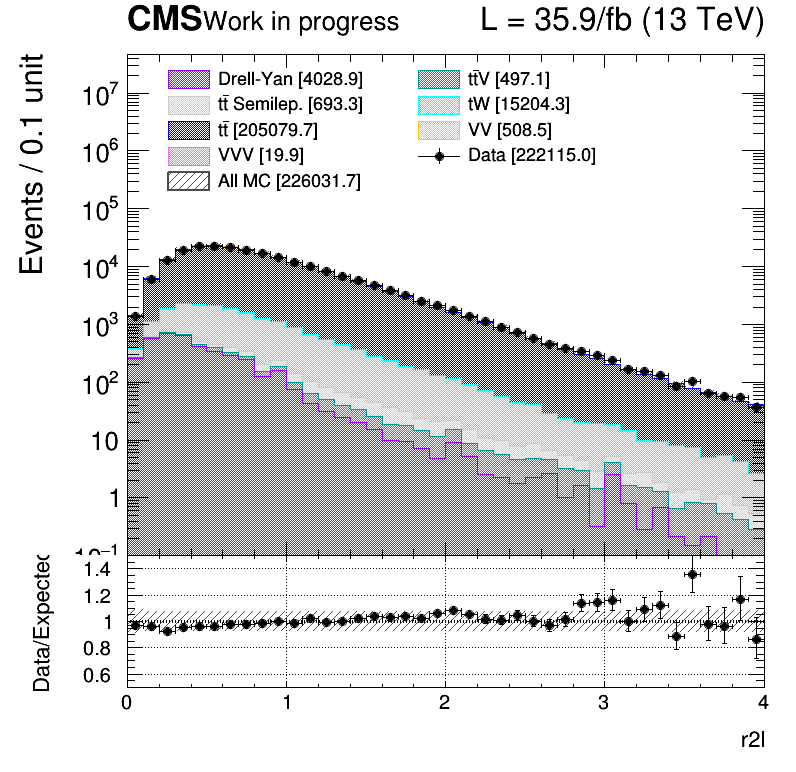 CMS Work in progress L = 35.9/fb (13 TeV)
Events / 0.1 unit
Drell-Yan [4028.9]
tt̄ Semilep. [693.3]
tt̄ [205079.7]
VVV [19.9]
All MC [226031.7]
tt̄V [497.1]
tW [15204.3]
VV [508.5]
Data [222115.0]
10⁷
10⁶
10⁵
10⁴
10³
10²
10
1
10⁻¹
Data/Expected
1.4
1.2
1
0.8
0.6
0 1 2 3 4
r2l